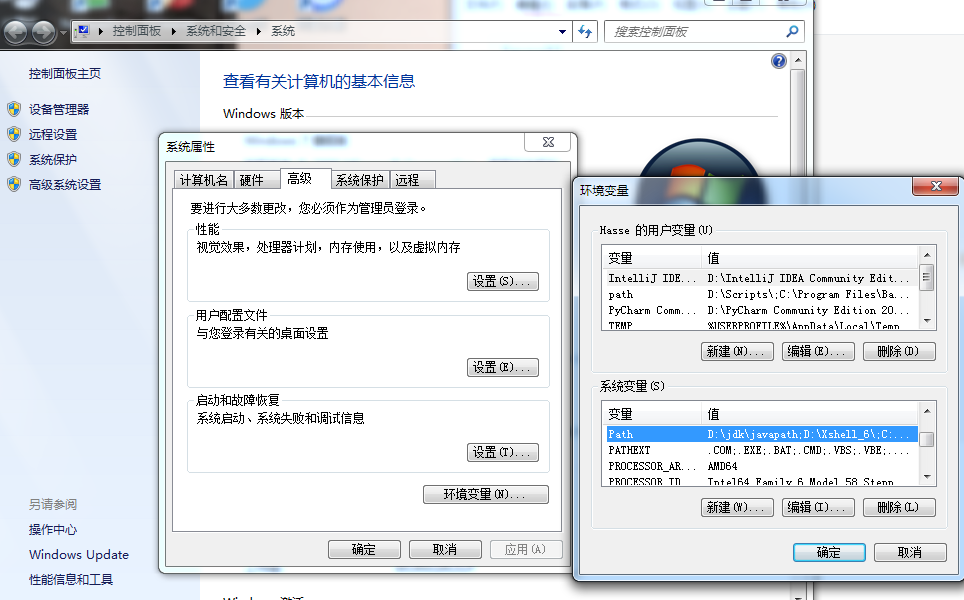 控制面板 ▸ 系统和安全 ▸ 系统
搜索控制面板
控制面板主页
设备管理器
远程设置
系统保护
高级系统设置
另请参阅
操作中心
Windows Update
性能信息和工具
查看有关计算机的基本信息
Windows 版本
系统属性
计算机名 硬件 高级 系统保护 远程
要进行大多数更改，您必须作为管理员登录。
性能
视觉效果，处理器计划，内存使用，以及虚拟内存
设置(S)...
用户配置文件
与您登录有关的桌面设置
设置(E)...
启动和故障恢复
系统启动、系统失败和调试信息
设置(T)...
环境变量(N)...
确定 取消 应用(A)
环境变量
Hasse 的用户变量(U)
变量 值
IntelliJ IDE... D:\IntelliJ IDEA Community Edit...
path D:\Scripts\;C:\Program Files\Ba...
PyCharm Comm... D:\PyCharm Community Edition 20...
TEMP %USERPROFILE%\AppData\Local\Temp
新建(N)... 编辑(E)... 删除(D)
系统变量(S)
变量 值
Path D:\jdk\javapath;D:\Xshell_6\;C:...
PATHEXT .COM;.EXE;.BAT;.CMD;.VBS;.VBE;....
PROCESSOR_AR... AMD64
PROCESSOR_ID Intel64 Family 6 Model 58 Stepp
新建(W)... 编辑(I)... 删除(L)
确定 取消